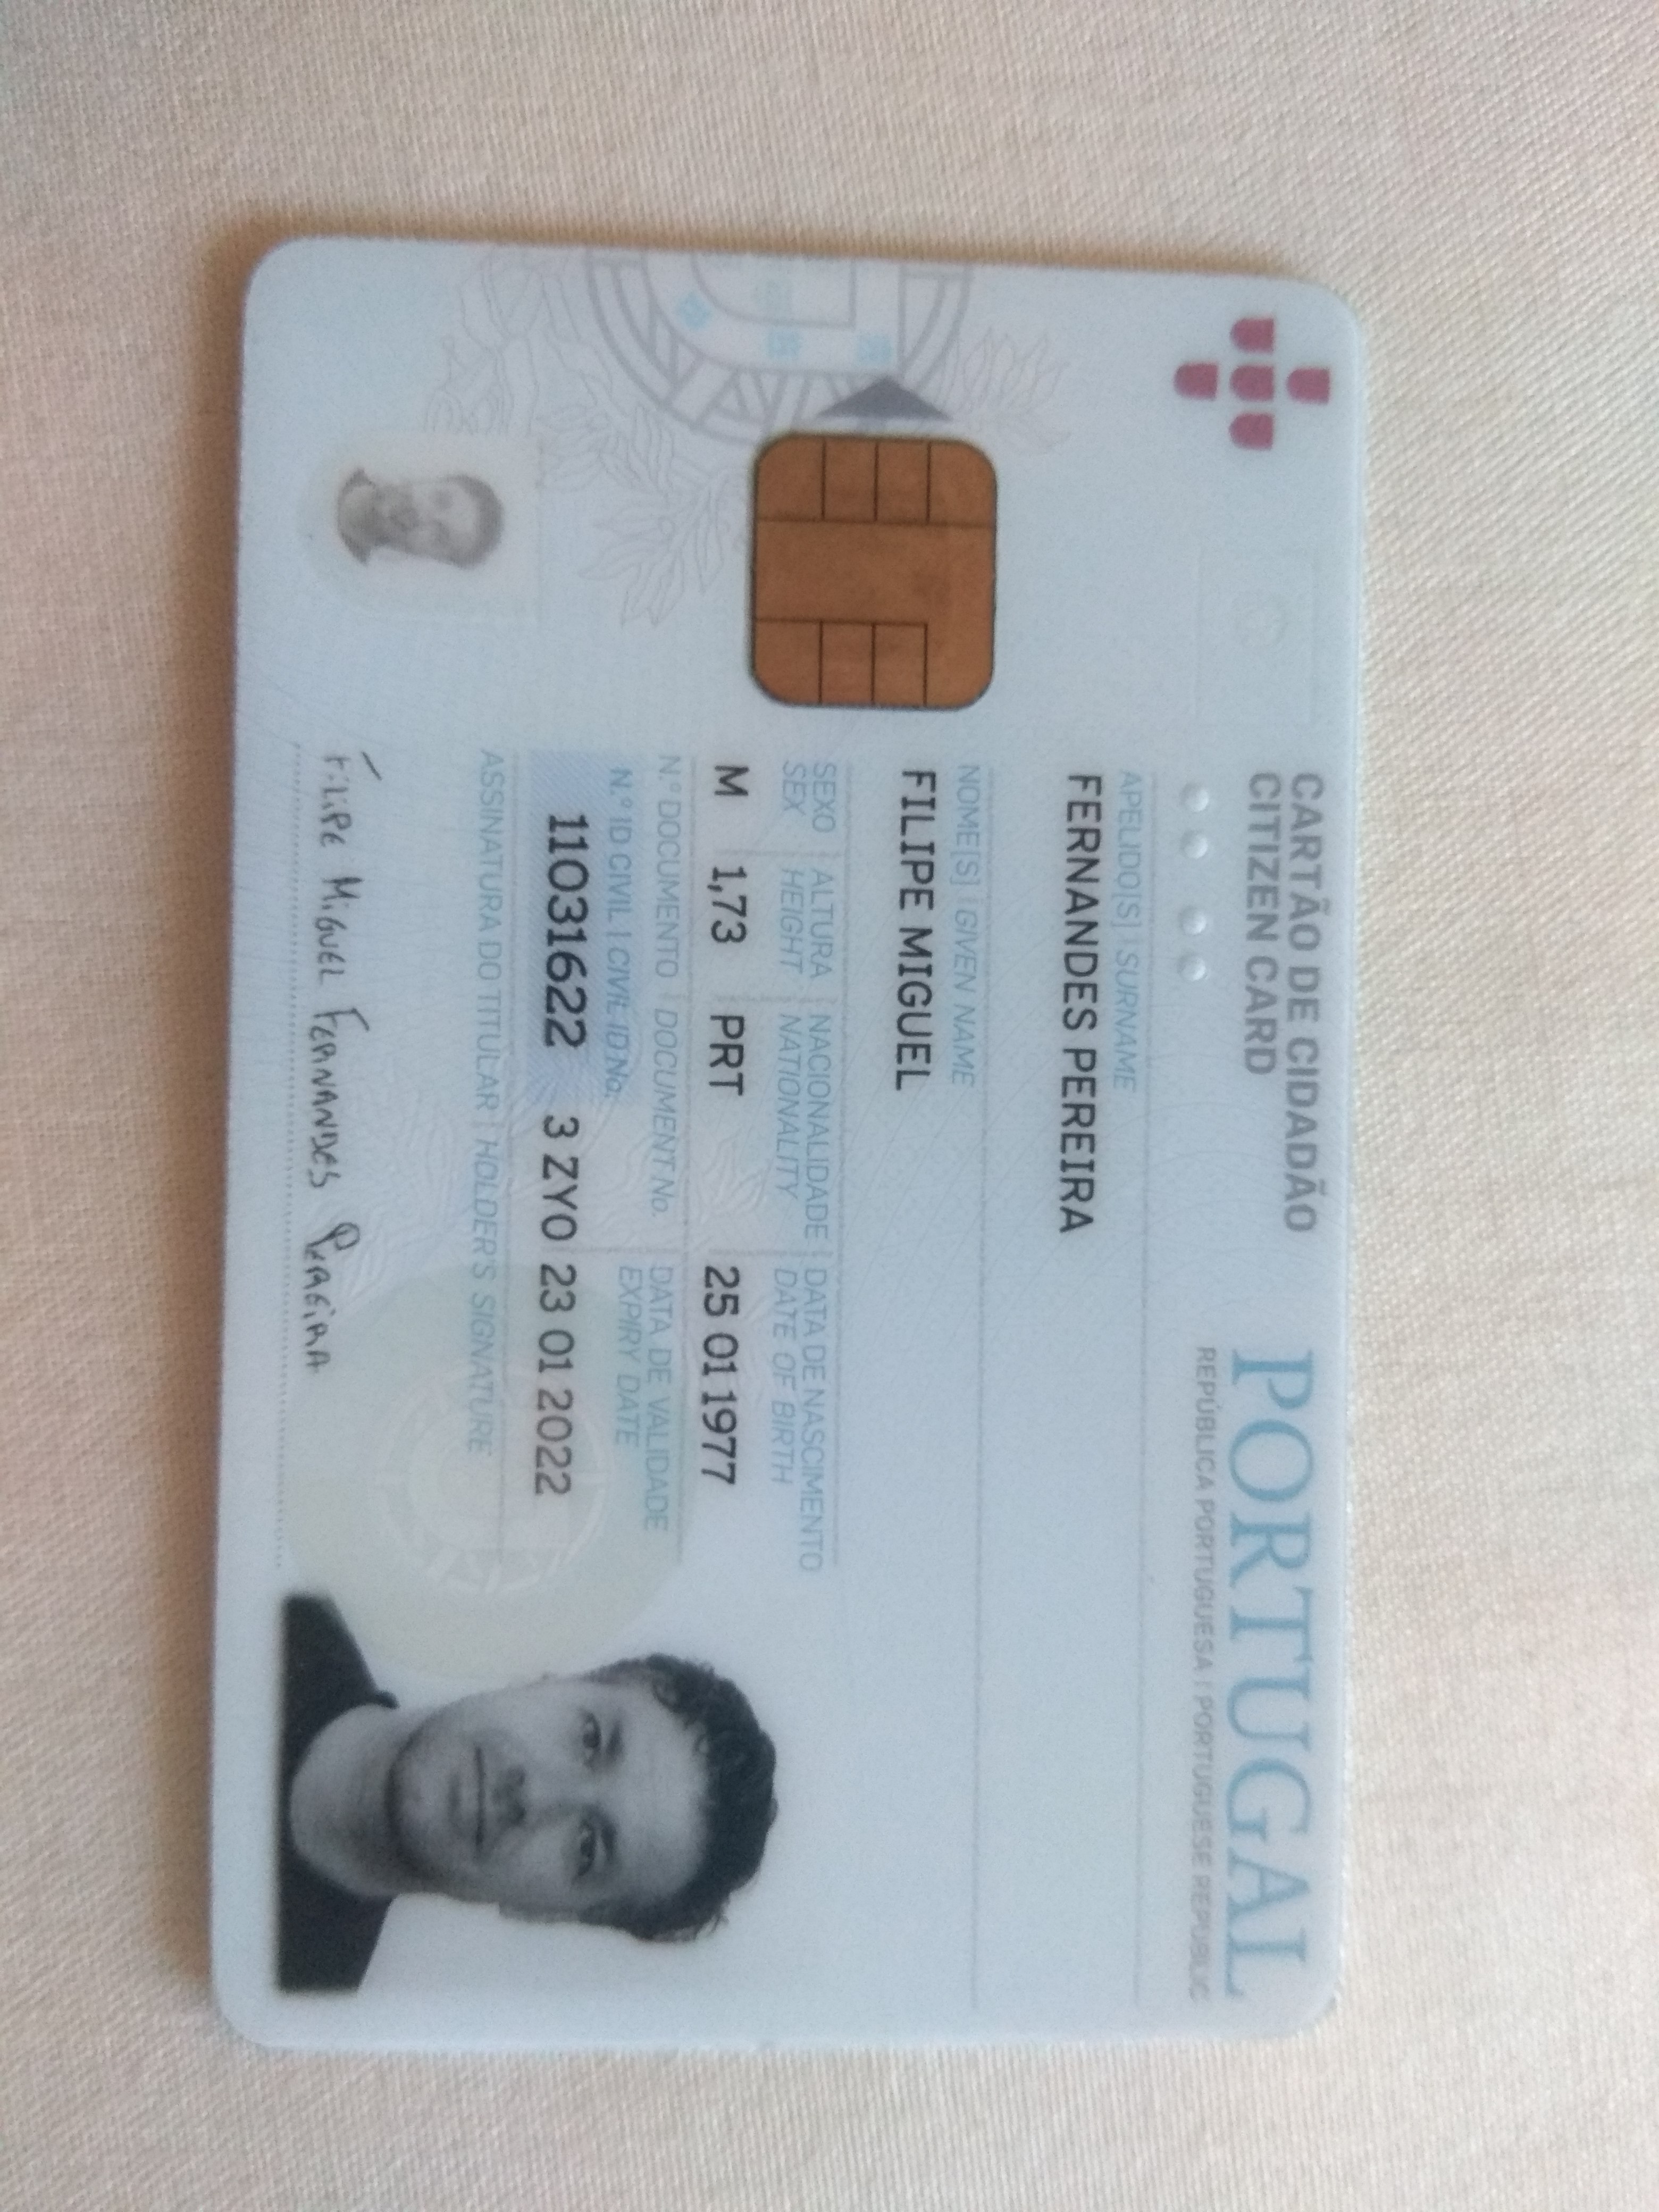 CARTÃO DE CIDADÃO
CITIZEN CARD
PORTUGAL
REPÚBLICA PORTUGUESA | PORTUGUESE REPUBLIC
APELIDO[S] | SURNAME
FERNANDES PEREIRA
NOME[S] | GIVEN NAME
FILIPE MIGUEL
SEXO | ALTURA | NACIONALIDADE | DATA DE NASCIMENTO
SEX HEIGHT NATIONALITY DATE OF BIRTH
M 1,73 PRT 25 01 1977
N.º DOCUMENTO | DOCUMENT No. DATA DE VALIDADE
N.º ID CIVIL | CIVIL ID No. EXPIRY DATE
11031622 3 ZY0 23 01 2022
ASSINATURA DO TITULAR | HOLDER'S SIGNATURE
FiLiPE MiGUEL FERNANDES PEREiRA